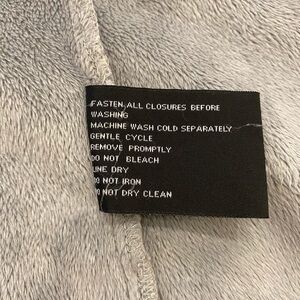 FASTEN ALL CLOSURES BEFORE
WASHING
MACHINE WASH COLD SEPARATELY
GENTLE CYCLE
REMOVE PROMPTLY
DO NOT BLEACH
LINE DRY
DO NOT IRON
DO NOT DRY CLEAN